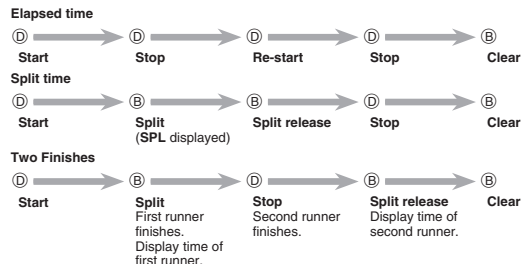 Elapsed time
Ⓓ Ⓓ Ⓓ Ⓓ Ⓑ
Start Stop Re-start Stop Clear
Split time
Ⓓ Ⓑ Ⓑ Ⓓ Ⓑ
Start Split Split release Stop Clear
(SPL displayed)
Two Finishes
Ⓓ Ⓑ Ⓓ Ⓑ Ⓑ
Start Split Stop Split release Clear
First runner Second runner Display time of
finishes. finishes. second runner.
Display time of
first runner.